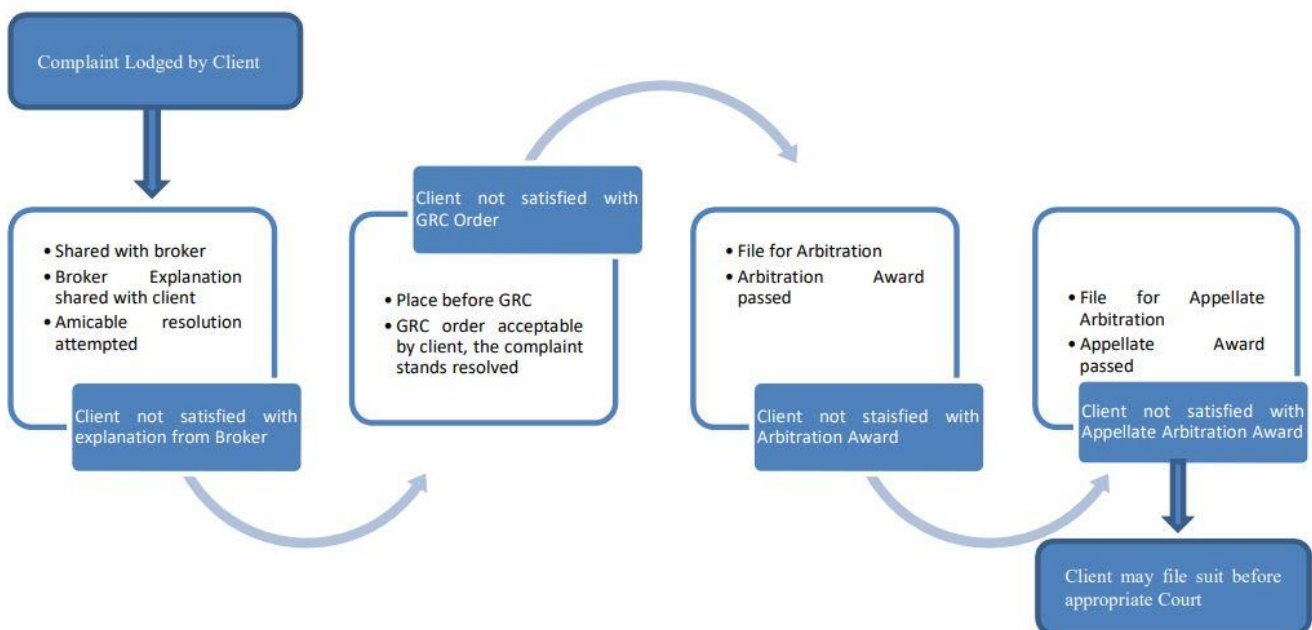 Complaint Lodged by Client
• Shared with broker
• Broker Explanation
shared with client
• Amicable resolution
attempted
Client not satisfied with
explanation from Broker
Client not satisfied with
GRC Order
• Place before GRC
• GRC order acceptable
by client, the complaint
stands resolved
• File for Arbitration
• Arbitration Award
passed
Client not staisfied with
Arbitration Award
• File for Appellate
Arbitration
• Appellate Award
passed
Client not satisfied with
Appellate Arbitration Award
Client may file suit before
appropriate Court